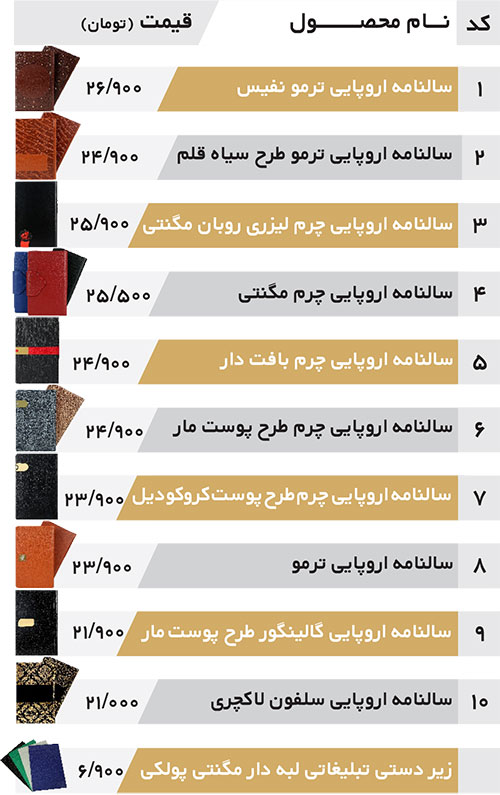 کد نام محصول قیمت (تومان)
۱ سالنامه اروپایی ترمو نفیس ۲۶/۹۰۰
۲ سالنامه اروپایی ترمو طرح سیاه قلم ۲۴/۹۰۰
۳ سالنامه اروپایی چرم لیزری روبان مگنتی ۲۵/۹۰۰
۴ سالنامه اروپایی چرم مگنتی ۲۵/۵۰۰
۵ سالنامه اروپایی چرم بافت دار ۲۴/۹۰۰
۶ سالنامه اروپایی چرم طرح پوست مار ۲۴/۹۰۰
۷ سالنامه اروپایی چرم طرح پوست کروکودیل ۲۳/۹۰۰
۸ سالنامه اروپایی ترمو ۲۳/۹۰۰
۹ سالنامه اروپایی گالینگور طرح پوست مار ۲۱/۹۰۰
۱۰ سالنامه اروپایی سلفون لاکچری ۲۱/۰۰۰
زیر دستی تبلیغاتی لبه دار مگنتی پولکی ۶/۹۰۰